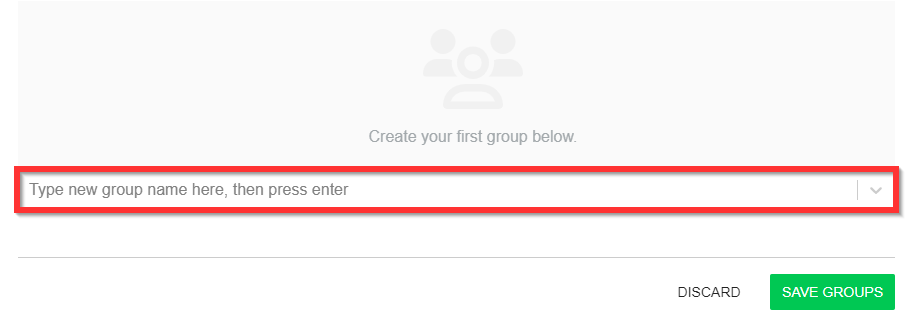 Create your first group below.
Type new group name here, then press enter
DISCARD
SAVE GROUPS